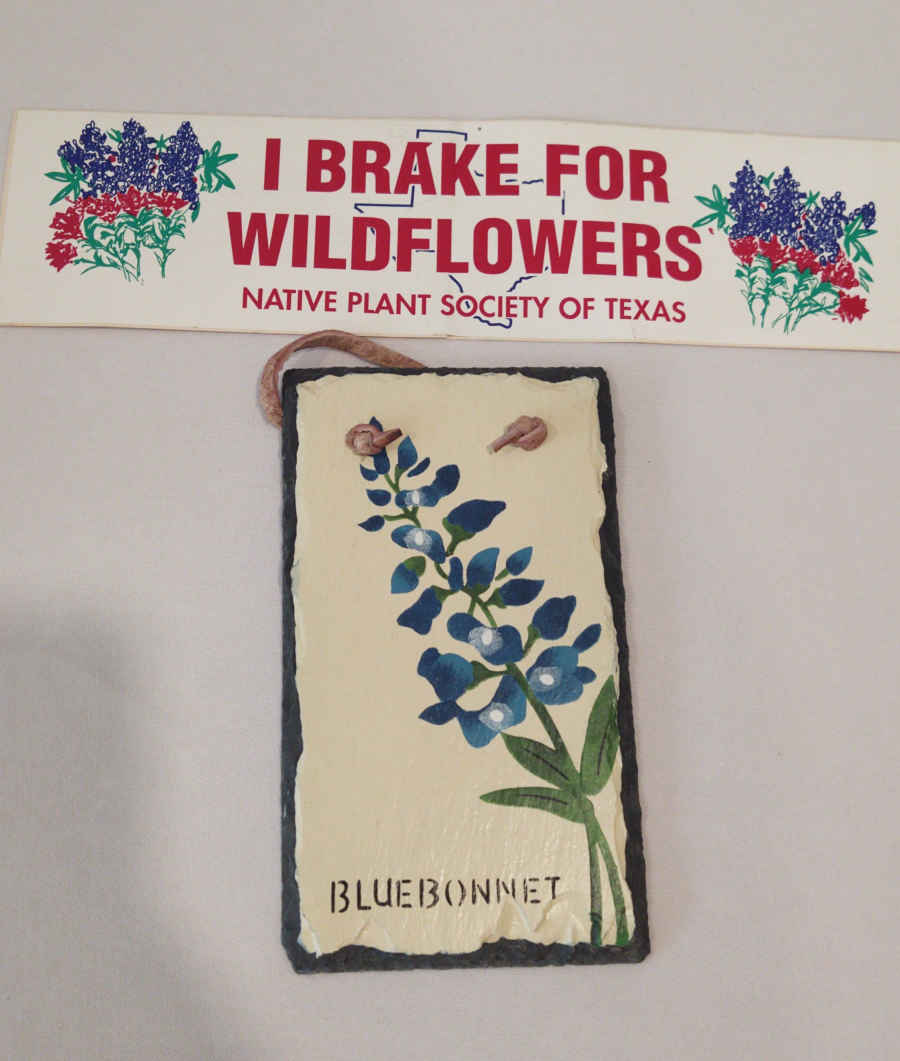 I BRAKE FOR
WILDFLOWERS
NATIVE PLANT SOCIETY OF TEXAS
BLUEBONNET